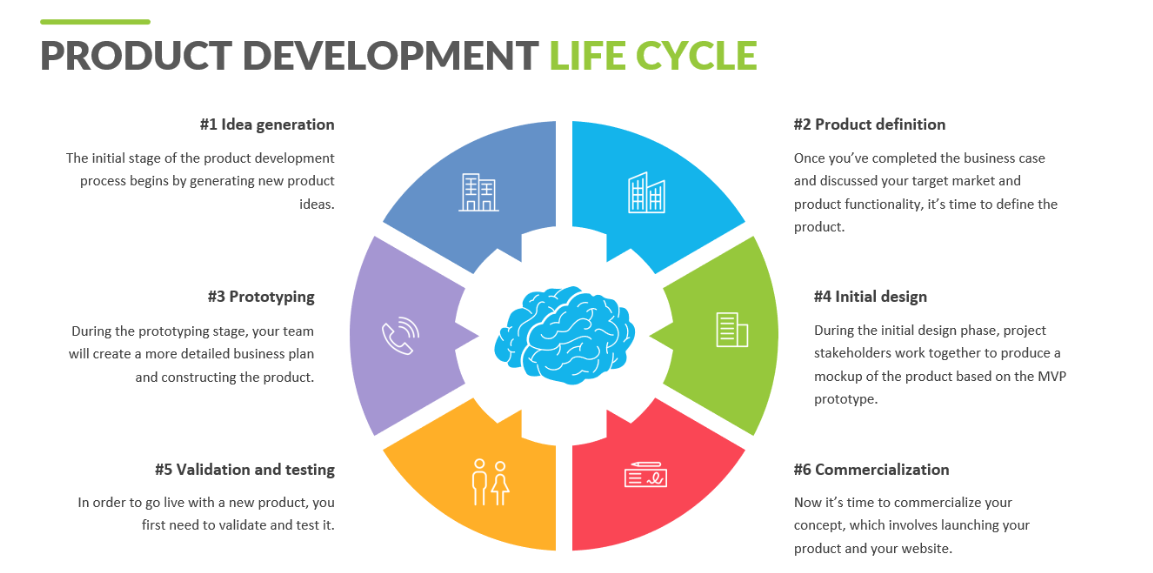 PRODUCT DEVELOPMENT LIFE CYCLE
#1 Idea generation
The initial stage of the product development
process begins by generating new product
ideas.
#2 Product definition
Once you’ve completed the business case
and discussed your target market and
product functionality, it’s time to define the
product.
#3 Prototyping
During the prototyping stage, your team
will create a more detailed business plan
and constructing the product.
#4 Initial design
During the initial design phase, project
stakeholders work together to produce a
mockup of the product based on the MVP
prototype.
#5 Validation and testing
In order to go live with a new product, you
first need to validate and test it.
#6 Commercialization
Now it’s time to commercialize your
concept, which involves launching your
product and your website.